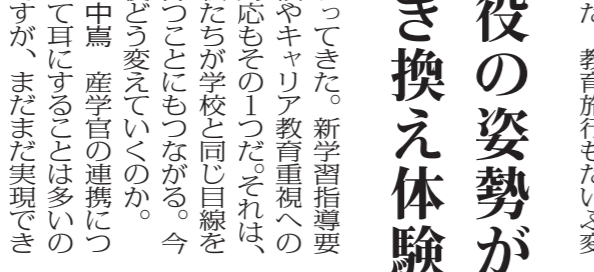 教育旅行もだいぶ変
役の姿勢が
き換え体験
ってきた。新学習指導要
やキャリア教育重視への
応もその1つだ。それは、
たちが学校と同じ目線を
つことにもつながる。今
どう変えていくのか。
中嶌　産学官の連携につ
て耳にすることは多いの
すが、まだまだ実現でき